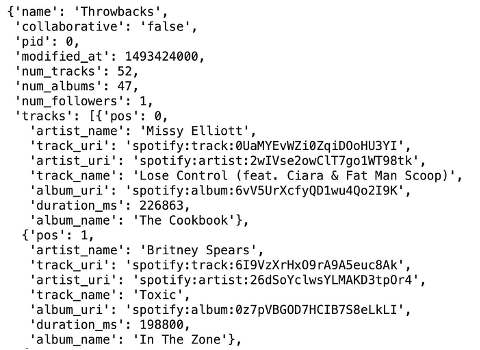 {'name': 'Throwbacks',
'collaborative': 'false',
'pid': 0,
'modified_at': 1493424000,
'num_tracks': 52,
'num_albums': 47,
'num_followers': 1,
'tracks': [{'pos': 0,
'artist_name': 'Missy Elliott',
'track_uri': 'spotify:track:0UaMYEvWZi0ZqiDOoHU3YI',
'artist_uri': 'spotify:artist:2wIVse2owClT7go1WT98tk',
'track_name': 'Lose Control (feat. Ciara & Fat Man Scoop)',
'album_uri': 'spotify:album:6vV5UrXcfyQD1wu4Qo2I9K',
'duration_ms': 226863,
'album_name': 'The Cookbook'},
{'pos': 1,
'artist_name': 'Britney Spears',
'track_uri': 'spotify:track:6I9VzXrHxO9rA9A5euc8Ak',
'artist_uri': 'spotify:artist:26dSoYclwsYLMAKD3tpOr4',
'track_name': 'Toxic',
'album_uri': 'spotify:album:0z7pVBGOD7HCIB7S8eLkLI',
'duration_ms': 198800,
'album_name': 'In The Zone'},